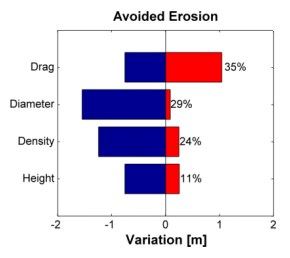 Avoided Erosion
Drag 35%
Diameter 29%
Density 24%
Height 11%
-2 -1 0 1 2
Variation [m]